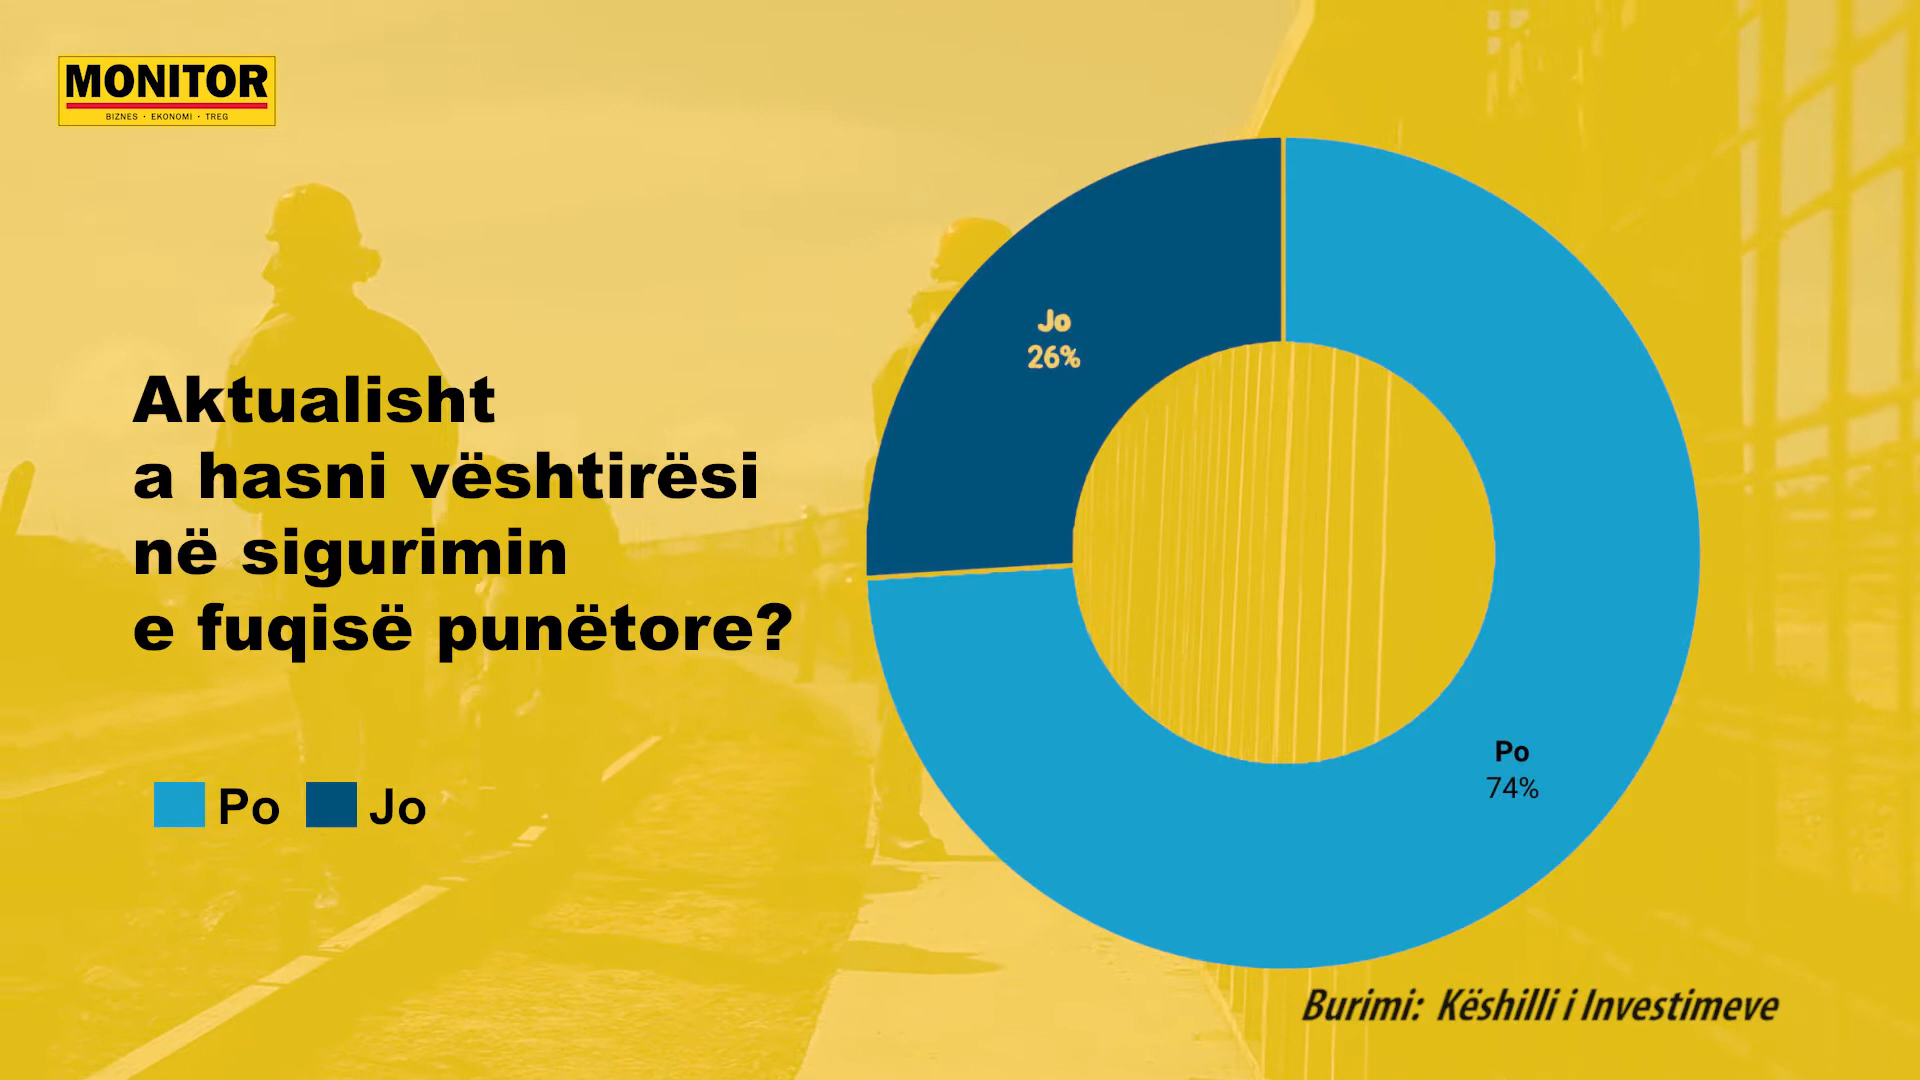 MONITOR
BIZNES · EKONOMI · TREG
Aktualisht
a hasni vështirësi
në sigurimin
e fuqisë punëtore?
Po Jo
Jo
26%
Po
74%
Burimi: Këshilli i Investimeve